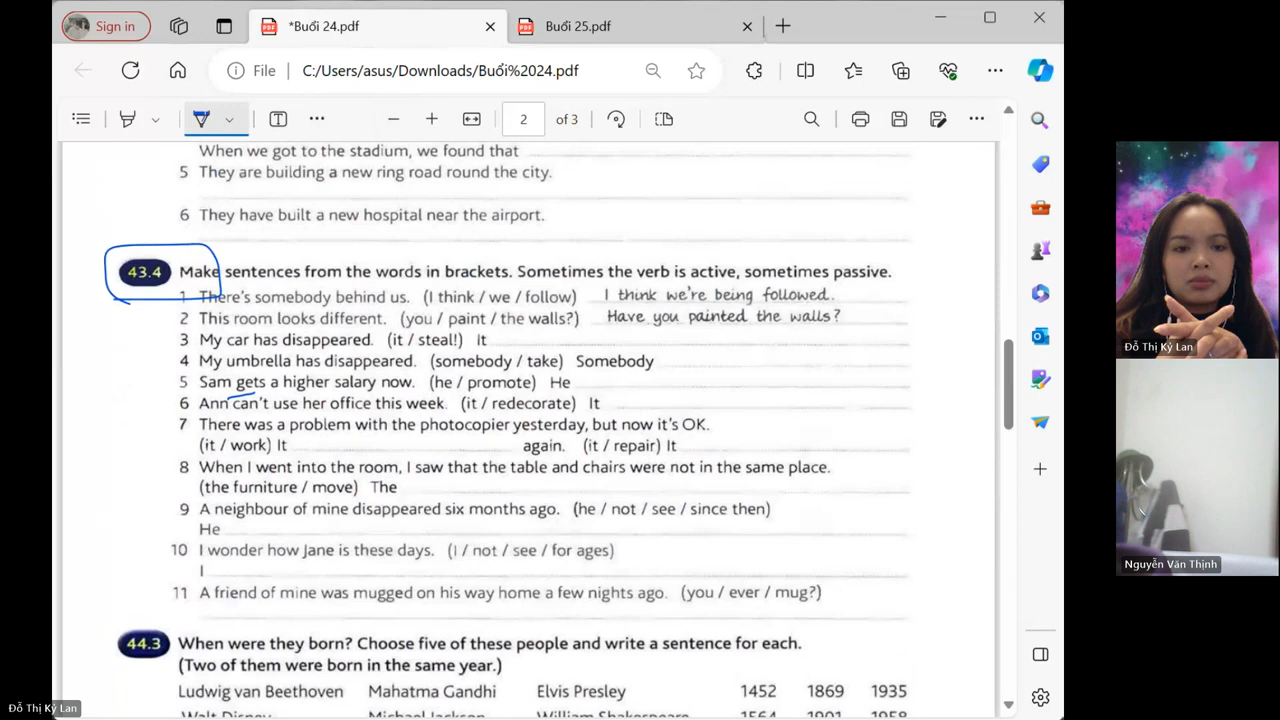 Sign in
*Buổi 24.pdf
Buổi 25.pdf
File
C:/Users/asus/Downloads/Buổi%2024.pdf
2
of 3
When we got to the stadium, we found that
5 They are building a new ring road round the city.
6 They have built a new hospital near the airport.
43.4 Make sentences from the words in brackets. Sometimes the verb is active, sometimes passive.
1 There's somebody behind us. (I think / we / follow) I think we're being followed.
2 This room looks different. (you / paint / the walls?) Have you painted the walls?
3 My car has disappeared. (it / steal!) It
4 My umbrella has disappeared. (somebody / take) Somebody
5 Sam gets a higher salary now. (he / promote) He
6 Ann can't use her office this week. (it / redecorate) It
7 There was a problem with the photocopier yesterday, but now it's OK.
(it / work) It again. (it / repair) It
8 When I went into the room, I saw that the table and chairs were not in the same place.
(the furniture / move) The
9 A neighbour of mine disappeared six months ago. (he / not / see / since then)
He
10 I wonder how Jane is these days. (I / not / see / for ages)
I
11 A friend of mine was mugged on his way home a few nights ago. (you / ever / mug?)
44.3 When were they born? Choose five of these people and write a sentence for each.
(Two of them were born in the same year.)
Ludwig van Beethoven Mahatma Gandhi Elvis Presley 1452 1869 1935
Walt Disney Michael Jackson William Shakespeare 1564 1901 1958
Đỗ Thị Kỳ Lan
Nguyễn Văn Thịnh
Đỗ Thị Kỳ Lan